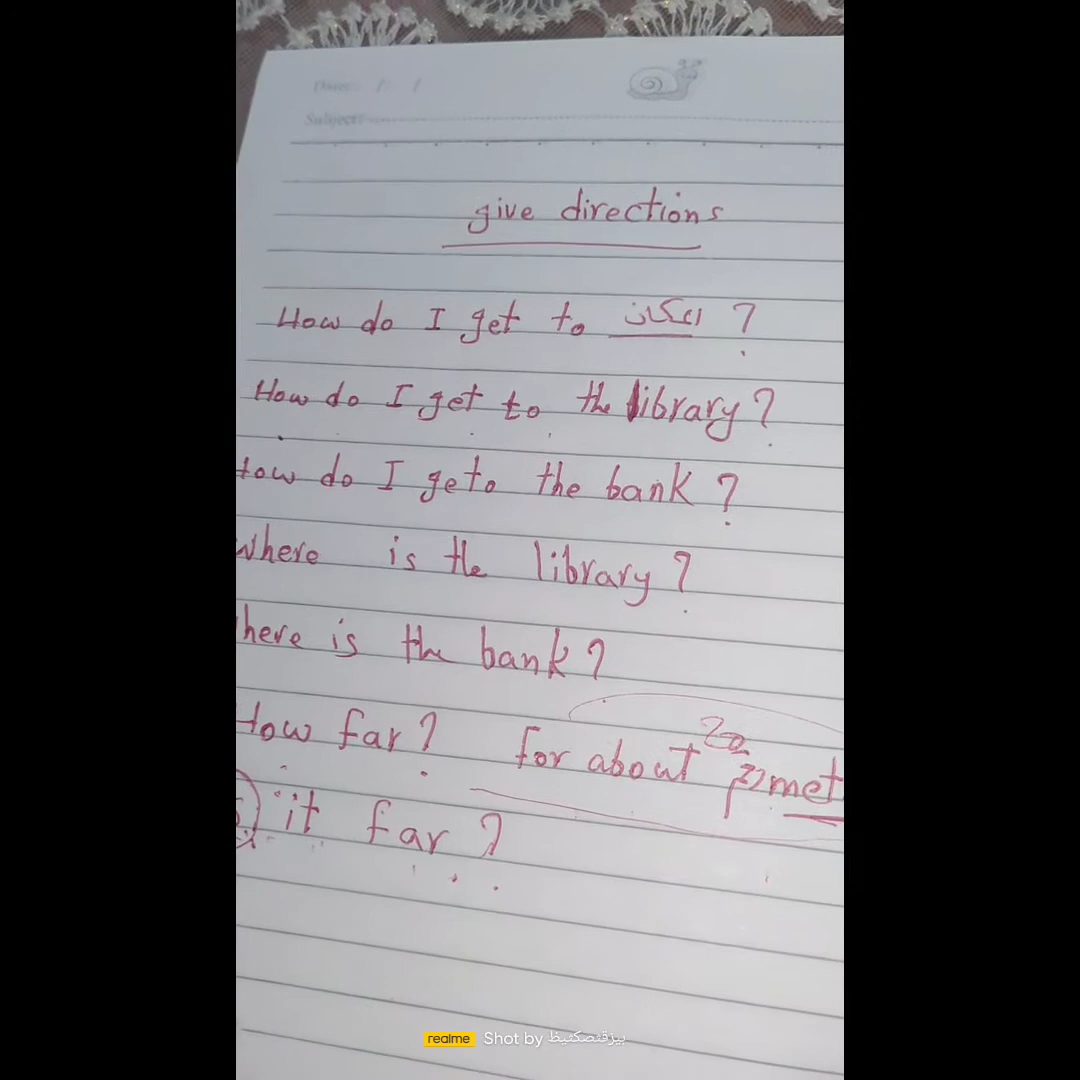 Date: / /
Subject:
give directions
How do I get to المكان ?
How do I get to the library?
How do I geto the bank?
Where is the library?
here is the bank?
How far? for about 20 met
it far?
realme Shot by